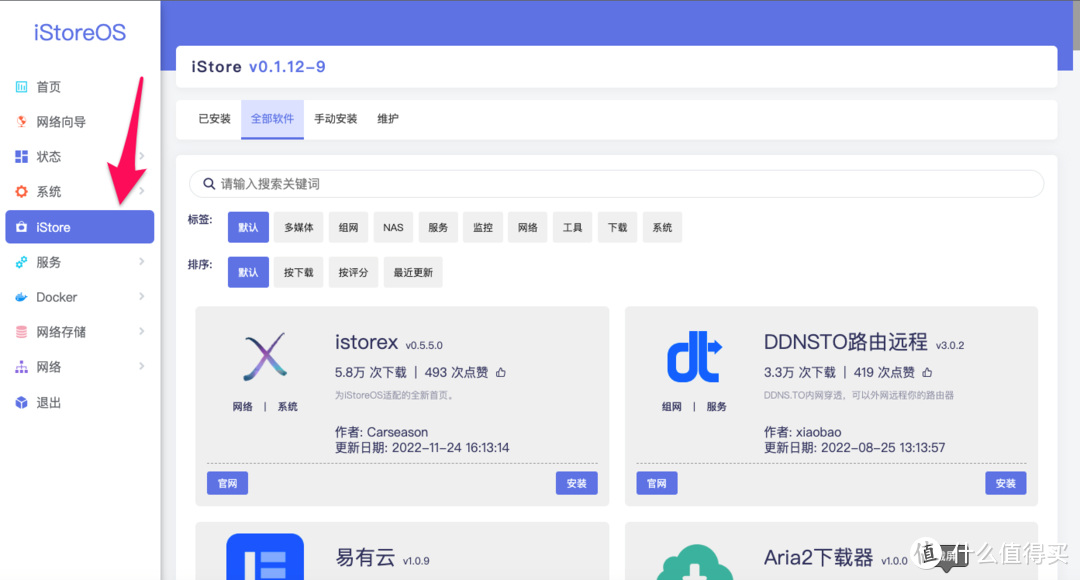 iStoreOS
首页
网络向导
状态
系统
iStore
服务
Docker
网络存储
网络
退出
iStore v0.1.12-9
已安装 全部软件 手动安装 维护
请输入搜索关键词
标签: 默认 多媒体 组网 NAS 服务 监控 网络 工具 下载 系统
排序: 默认 按下载 按评分 最近更新
istorex v0.5.5.0
5.8万 次下载 | 493 次点赞
为iStoreOS适配的全新首页。
网络 | 系统
作者: Carseason
更新日期: 2022-11-24 16:13:14
官网 安装
DDNSTO路由远程 v3.0.2
3.3万 次下载 | 419 次点赞
DDNS.TO内网穿透，可以外网远程你的路由器
组网 | 服务
作者: xiaobao
更新日期: 2022-08-25 13:13:57
官网 安装
易有云 v1.0.9
Aria2下载器 v1.0.0
值 什么值得买